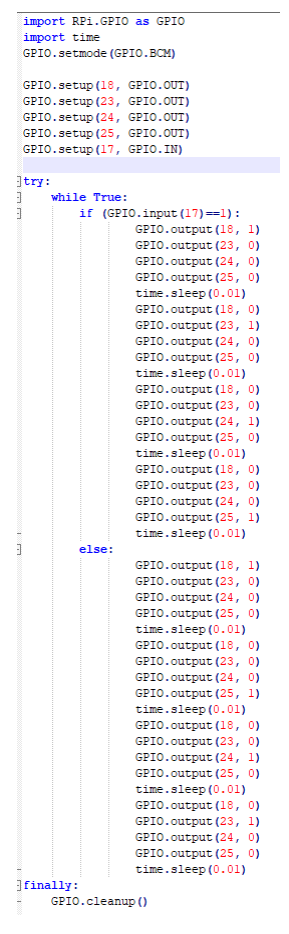 import RPi.GPIO as GPIO
import time
GPIO.setmode(GPIO.BCM)

GPIO.setup(18, GPIO.OUT)
GPIO.setup(23, GPIO.OUT)
GPIO.setup(24, GPIO.OUT)
GPIO.setup(25, GPIO.OUT)
GPIO.setup(17, GPIO.IN)

try:
    while True:
        if (GPIO.input(17)==1):
                GPIO.output(18, 1)
                GPIO.output(23, 0)
                GPIO.output(24, 0)
                GPIO.output(25, 0)
                time.sleep(0.01)
                GPIO.output(18, 0)
                GPIO.output(23, 1)
                GPIO.output(24, 0)
                GPIO.output(25, 0)
                time.sleep(0.01)
                GPIO.output(18, 0)
                GPIO.output(23, 0)
                GPIO.output(24, 1)
                GPIO.output(25, 0)
                time.sleep(0.01)
                GPIO.output(18, 0)
                GPIO.output(23, 0)
                GPIO.output(24, 0)
                GPIO.output(25, 1)
                time.sleep(0.01)
        else:
                GPIO.output(18, 1)
                GPIO.output(23, 0)
                GPIO.output(24, 0)
                GPIO.output(25, 0)
                time.sleep(0.01)
                GPIO.output(18, 0)
                GPIO.output(23, 0)
                GPIO.output(24, 0)
                GPIO.output(25, 1)
                time.sleep(0.01)
                GPIO.output(18, 0)
                GPIO.output(23, 0)
                GPIO.output(24, 1)
                GPIO.output(25, 0)
                time.sleep(0.01)
                GPIO.output(18, 0)
                GPIO.output(23, 1)
                GPIO.output(24, 0)
                GPIO.output(25, 0)
                time.sleep(0.01)
finally:
    GPIO.cleanup()